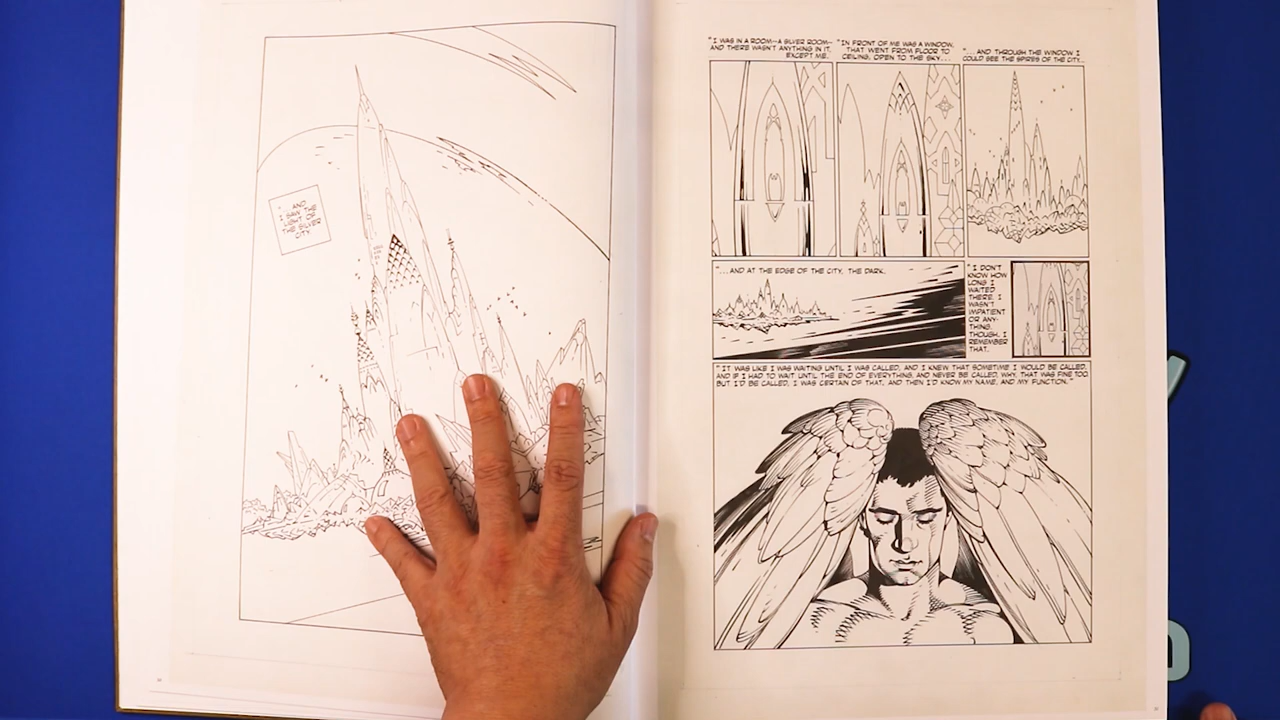 "... AND
I SAW THE
LIGHT OF
THE SILVER
CITY.
"I WAS IN A ROOM--A SILVER ROOM--
AND THERE WASN'T ANYTHING IN IT,
EXCEPT ME.
"IN FRONT OF ME WAS A WINDOW,
THAT WENT FROM FLOOR TO
CEILING, OPEN TO THE SKY...
"...AND THROUGH THE WINDOW I
COULD SEE THE SPIRES OF THE CITY...
"...AND AT THE EDGE OF THE CITY, THE DARK.
"I DON'T
KNOW HOW
LONG I
WAITED
THERE. I
WASN'T
IMPATIENT
OR ANY-
THING,
THOUGH. I
REMEMBER
THAT.
"IT WAS LIKE I WAS WAITING UNTIL I WAS CALLED, AND I KNEW THAT SOMETIME I WOULD BE CALLED.
AND IF I HAD TO WAIT UNTIL THE END OF EVERYTHING, AND NEVER BE CALLED, WHY, THAT WAS FINE TOO.
BUT I'D BE CALLED, I WAS CERTAIN OF THAT, AND THEN I'D KNOW MY NAME, AND MY FUNCTION."